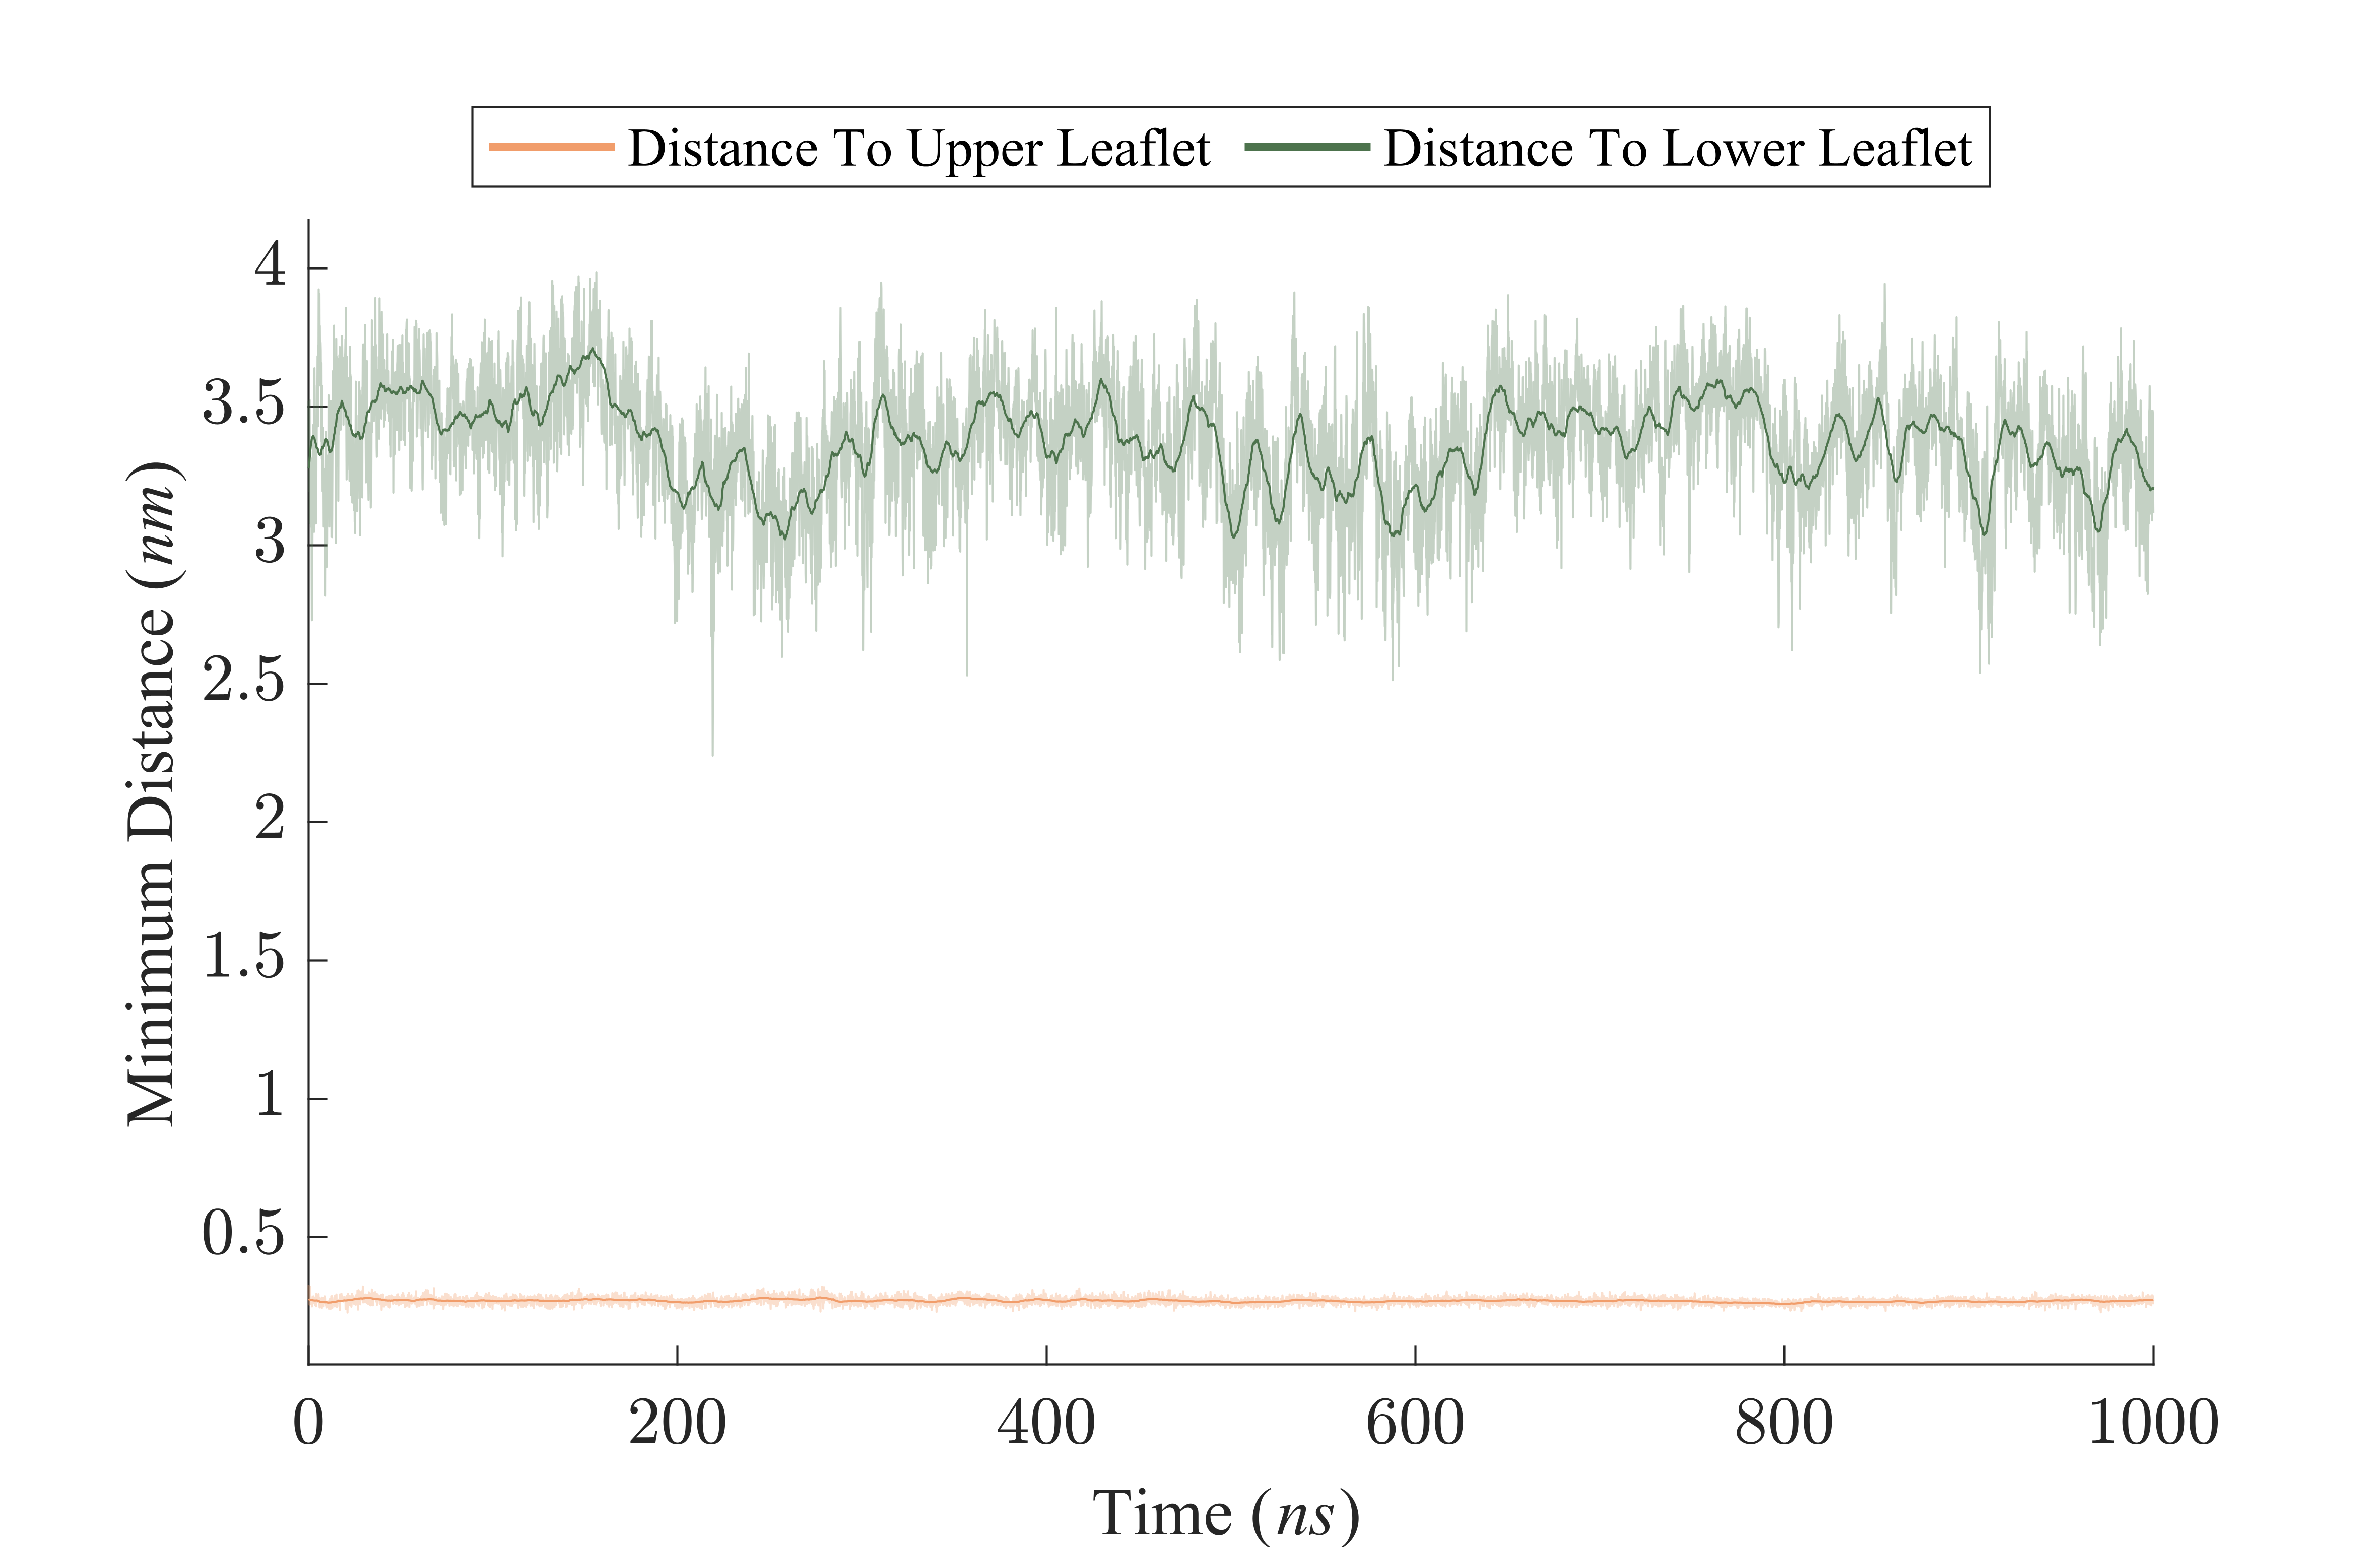 Distance To Upper Leaflet Distance To Lower Leaflet
4
3.5
3
2.5
2
1.5
1
0.5
Minimum Distance (nm)
0 200 400 600 800 1000
Time (ns)